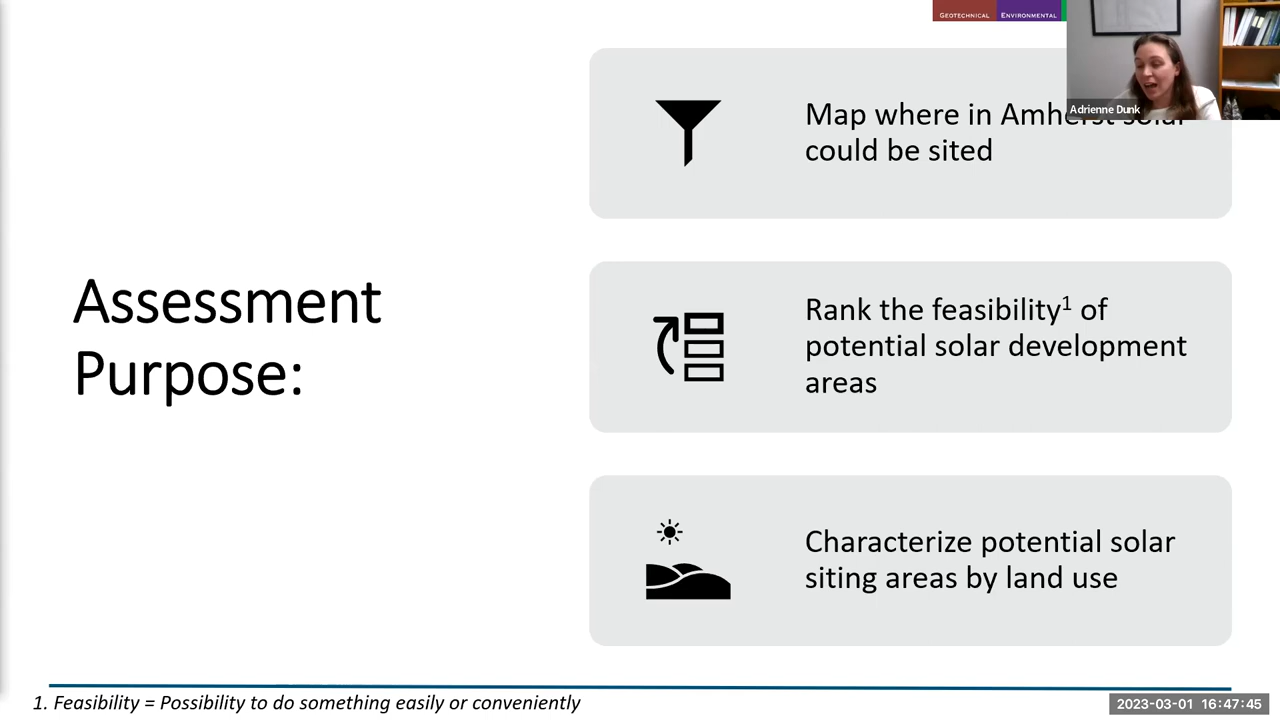 GEOTECHNICAL
ENVIRONMENTAL
Adrienne Dunk
Map where in Amherst solar
could be sited
Assessment
Purpose:
Rank the feasibility¹ of
potential solar development
areas
Characterize potential solar
siting areas by land use
1. Feasibility = Possibility to do something easily or conveniently
2023-03-01 16:47:45